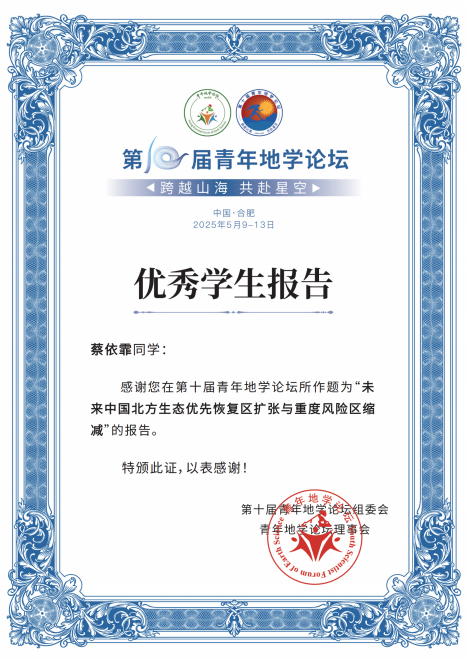 第10届青年地学论坛
跨越山海 共赴星空
中国·合肥
2025年5月9-13日
优秀学生报告
蔡依霏同学：
感谢您在第十届青年地学论坛所作题为“未
来中国北方生态优先恢复区扩张与重度风险区缩
减”的报告。
特颁此证，以表感谢！
第十届青年地学论坛组委会
青年地学论坛理事会
青年地学论坛
Youth Scientist Forum of Earth Science